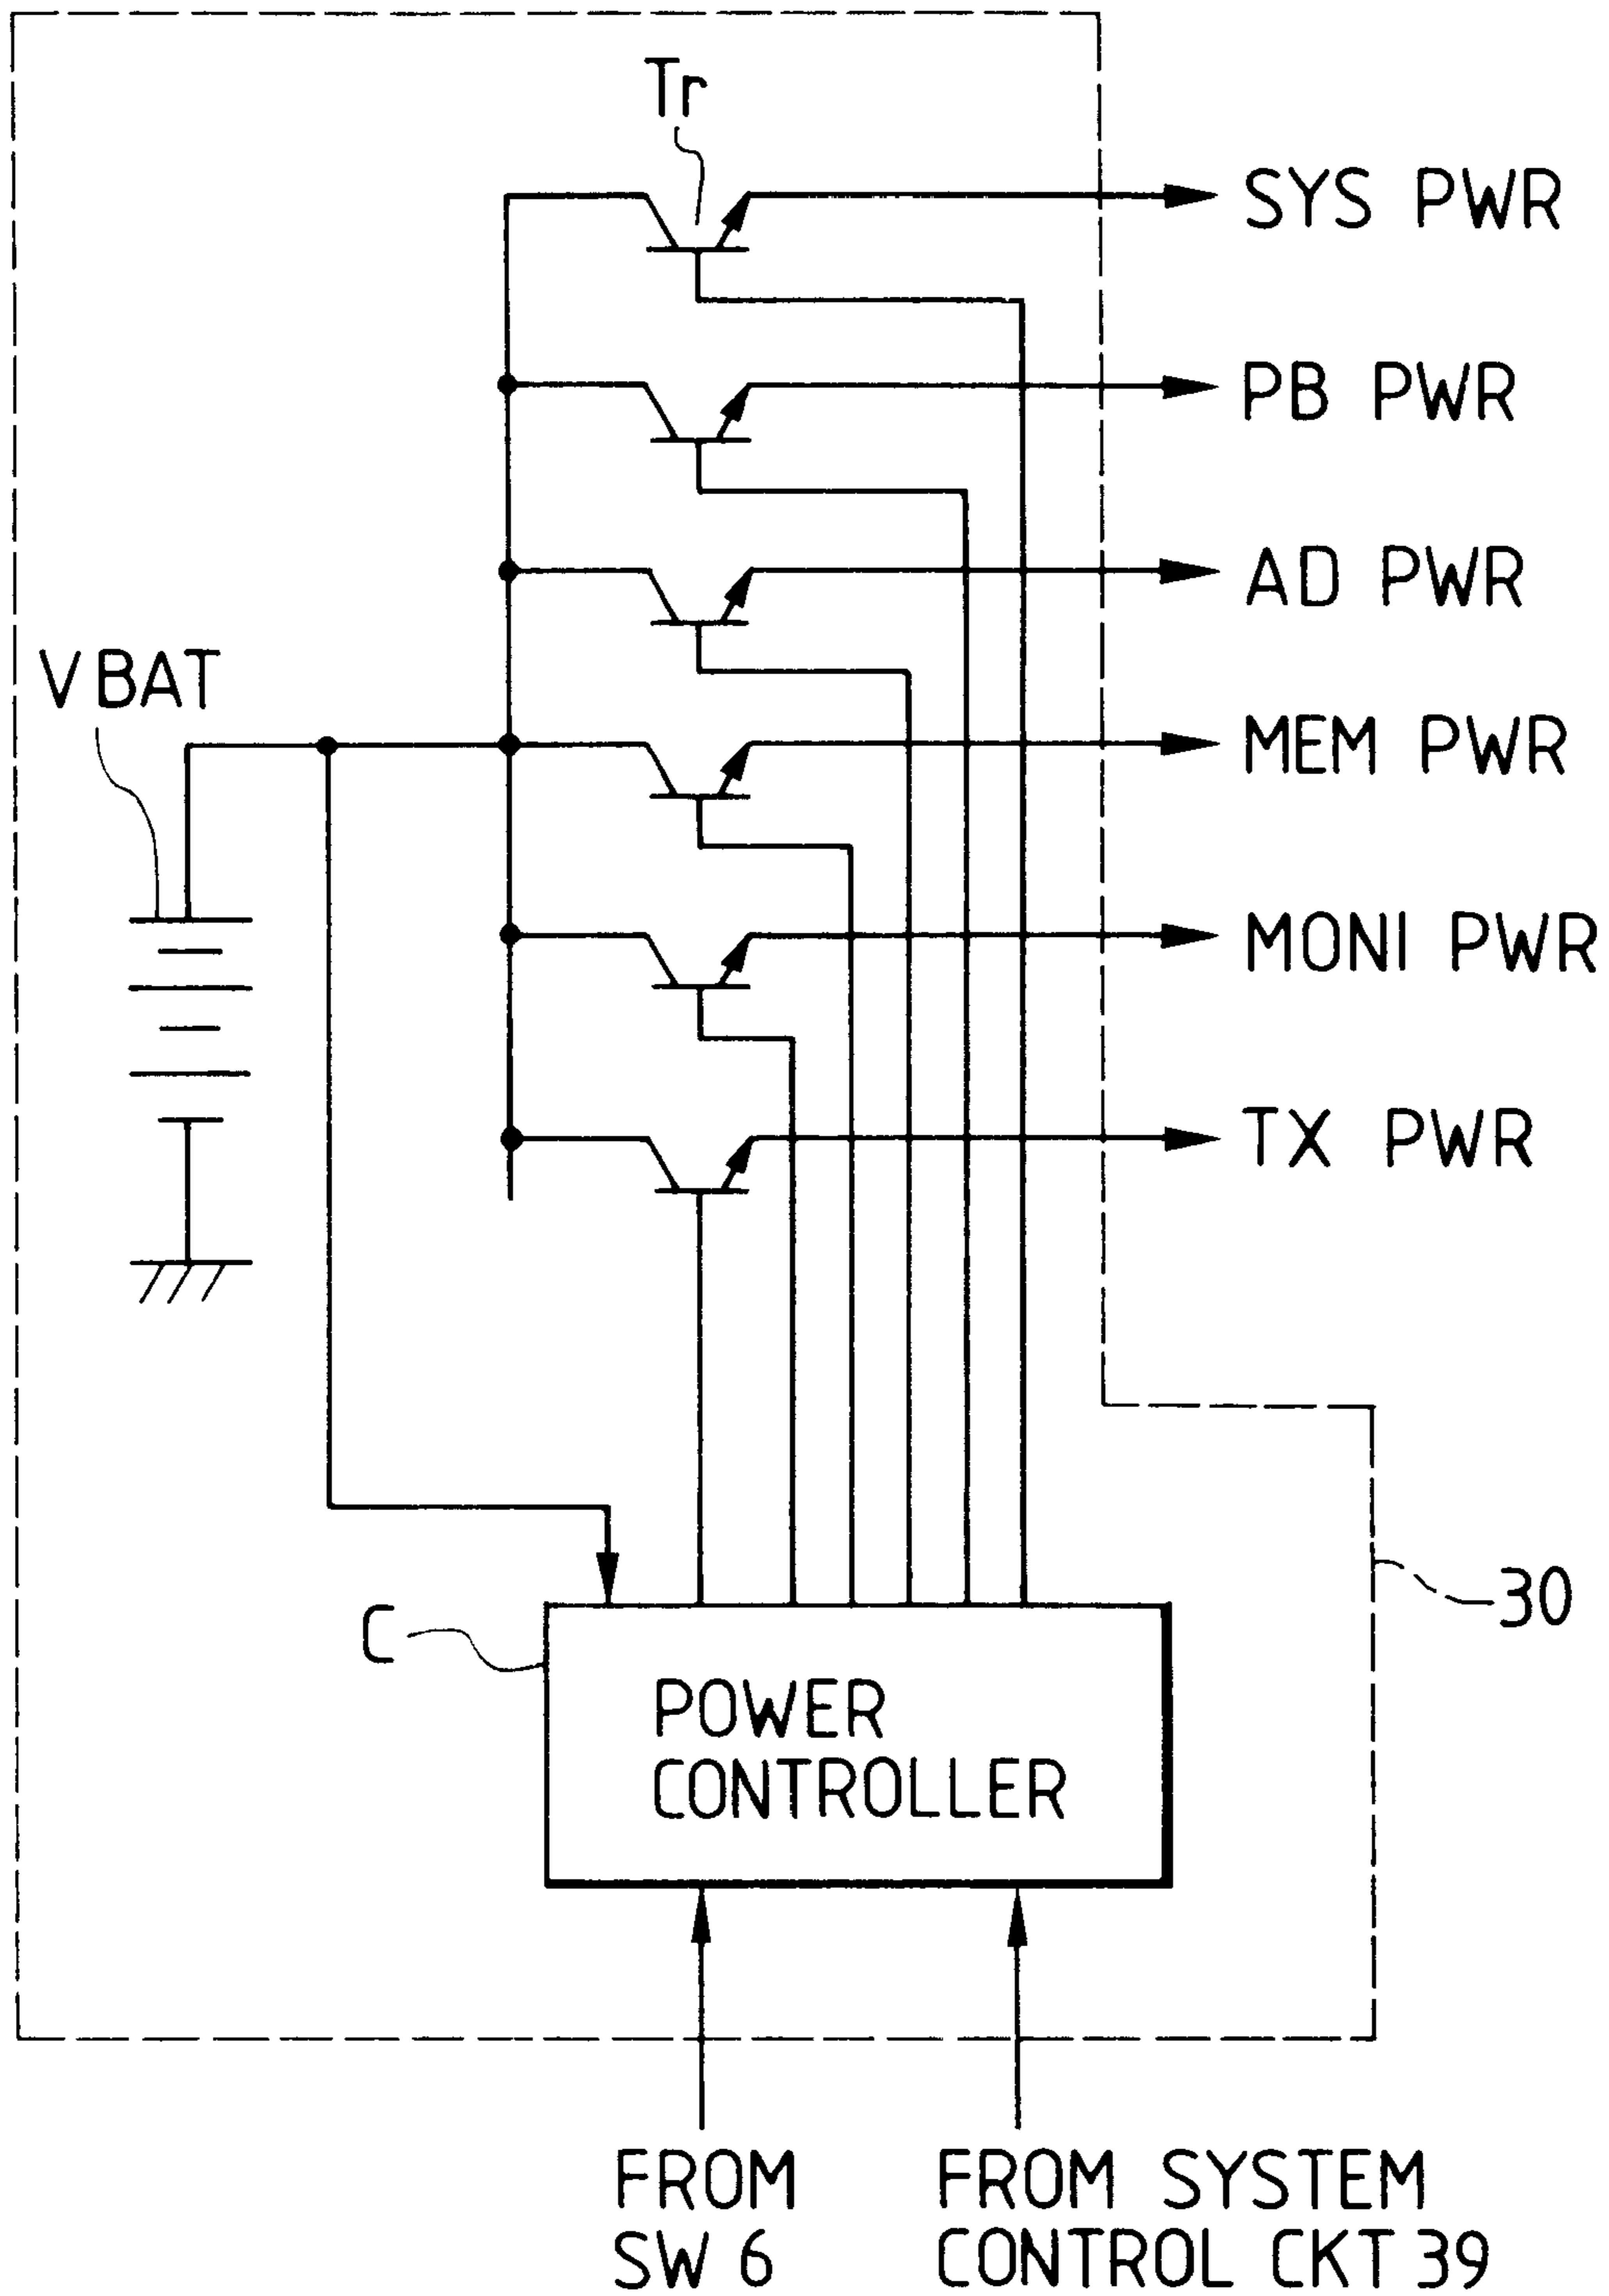 Tr
SYS PWR
PB PWR
AD PWR
VBAT
MEM PWR
MONI PWR
TX PWR
30
C
POWER
CONTROLLER
FROM
SW 6
FROM SYSTEM
CONTROL CKT 39